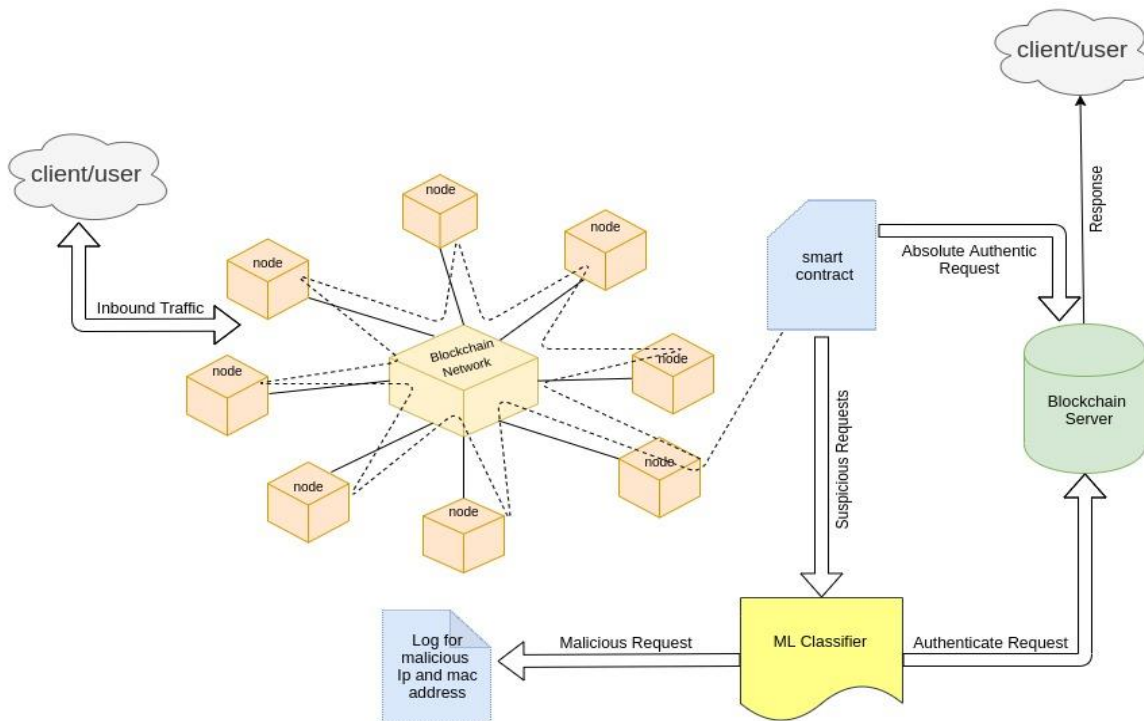 client/user
client/user
node
node
node
node
Inbound Traffic
Blockchain
Network
node
node
node
node
node
smart
contract
Absolute Authentic
Request
Response
Blockchain
Server
Suspicious Requests
Log for
malicious
Ip and mac
address
Malicious Request
ML Classifier
Authenticate Request